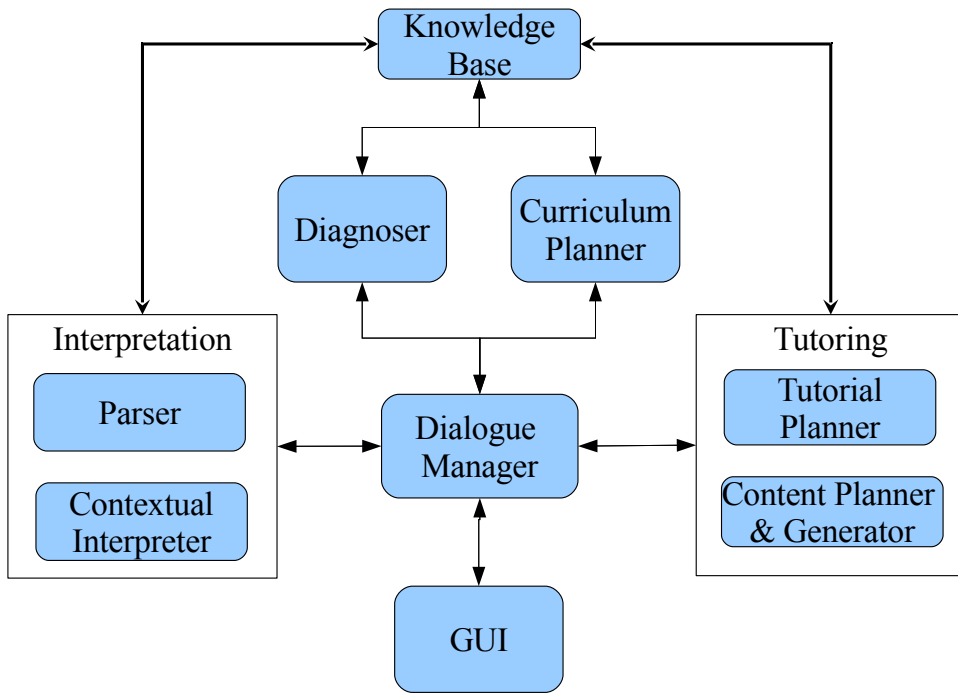 Knowledge
Base
Diagnoser
Curriculum
Planner
Interpretation
Parser
Contextual
Interpreter
Dialogue
Manager
Tutoring
Tutorial
Planner
Content Planner
& Generator
GUI